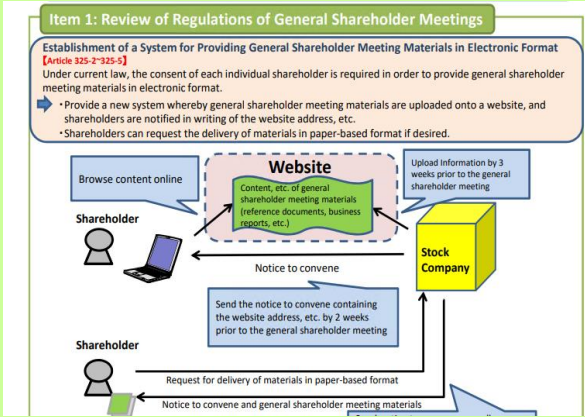 Item 1: Review of Regulations of General Shareholder Meetings
Establishment of a System for Providing General Shareholder Meeting Materials in Electronic Format
【Article 325-2~325-5】
Under current law, the consent of each individual shareholder is required in order to provide general shareholder
meeting materials in electronic format.
・Provide a new system whereby general shareholder meeting materials are uploaded onto a website, and
shareholders are notified in writing of the website address, etc.
・Shareholders can request the delivery of materials in paper-based format if desired.
Browse content online
Website
Content, etc. of general
shareholder meeting materials
(reference documents, business
reports, etc.)
Upload Information by 3
weeks prior to the general
shareholder meeting
Shareholder
Stock
Company
Notice to convene
Send the notice to convene containing
the website address, etc. by 2 weeks
prior to the general shareholder meeting
Shareholder
Request for delivery of materials in paper-based format
Notice to convene and general shareholder meeting materials